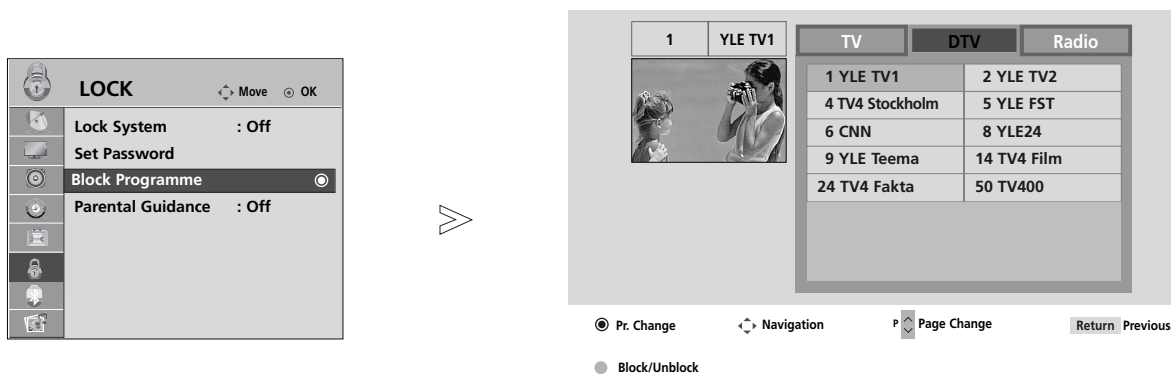 LOCK
Move OK
Lock System : Off
Set Password
Block Programme
Parental Guidance : Off
1 YLE TV1
TV DTV Radio
1 YLE TV1 2 YLE TV2
4 TV4 Stockholm 5 YLE FST
6 CNN 8 YLE24
9 YLE Teema 14 TV4 Film
24 TV4 Fakta 50 TV400
Pr. Change Navigation P Page Change Return Previous
Block/Unblock